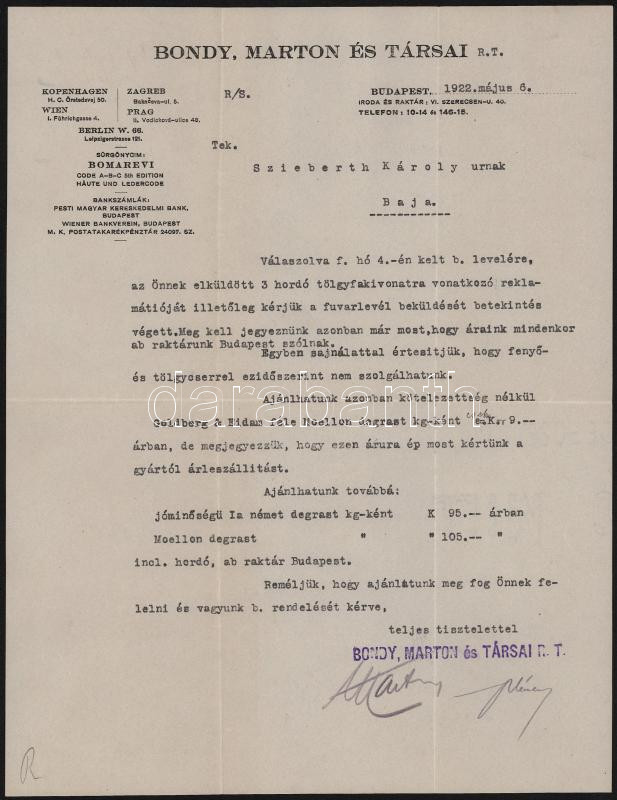 BONDY, MARTON ÉS TÁRSAI R.T.
KOPENHAGEN
H. C. Örstedsvej 50.
WIEN
I. Führichgasse 4.
ZAGREB
Bakačeva-ul. 5.
PRAG
II. Vodicková-ulice 48.
BERLIN W. 66.
Leipzigerstrasse 121.
SÜRGÖNYCIM:
BOMAREVI
CODE A-B-C 5th EDITION
HÄUTE UND LEDERCODE
BANKSZÁMLÁK:
PESTI MAGYAR KERESKEDELMI BANK,
BUDAPEST
WIENER BANKVEREIN, BUDAPEST
M. K. POSTATAKARÉKPÉNZTÁR 24097. SZ.
R/S.
BUDAPEST, 1922.május 6.
IRODA ÉS RAKTÁR: VI. SZERECSEN-U. 40.
TELEFON: 10-14 és 146-15.
Tek.
Szieberth Károly urnak
Baja.
Válaszolva f. hó 4.-én kelt b. levelére,
az Önnek elküldött 3 hordó tölgyfakivonatra vonatkozó rekla-
mátióját illetőleg kérjük a fuvarlevél beküldését betekintés
végett.Meg kell jegyeznünk azonban már most,hogy áraink mindenkor
ab raktárunk Budapest szólnak.
Egyben sajnálattal értesitjük, hogy fenyő-
és tölgycserrel ezidőszerint nem szolgálhatunk.
Ajánlhatunk azonban kötelezettség nélkül
Goldberg & Eidam féle Moellon degrast kg-ként K. 9.--
árban, de megjegyezzük, hogy ezen árura ép most kértünk a
gyártól árleszállitást.
Ajánlhatunk továbbá:
jóminőségü Ia német degrast kg-ként K 95.-- árban
Moellon degrast " " 105.-- "
incl. hordó, ab raktár Budapest.
Reméljük, hogy ajánlatunk meg fog Önnek fe-
lelni és vagyunk b. rendelését kérve,
teljes tisztelettel
BONDY, MARTON és TÁRSAI R. T.
Marton
R
darabanth